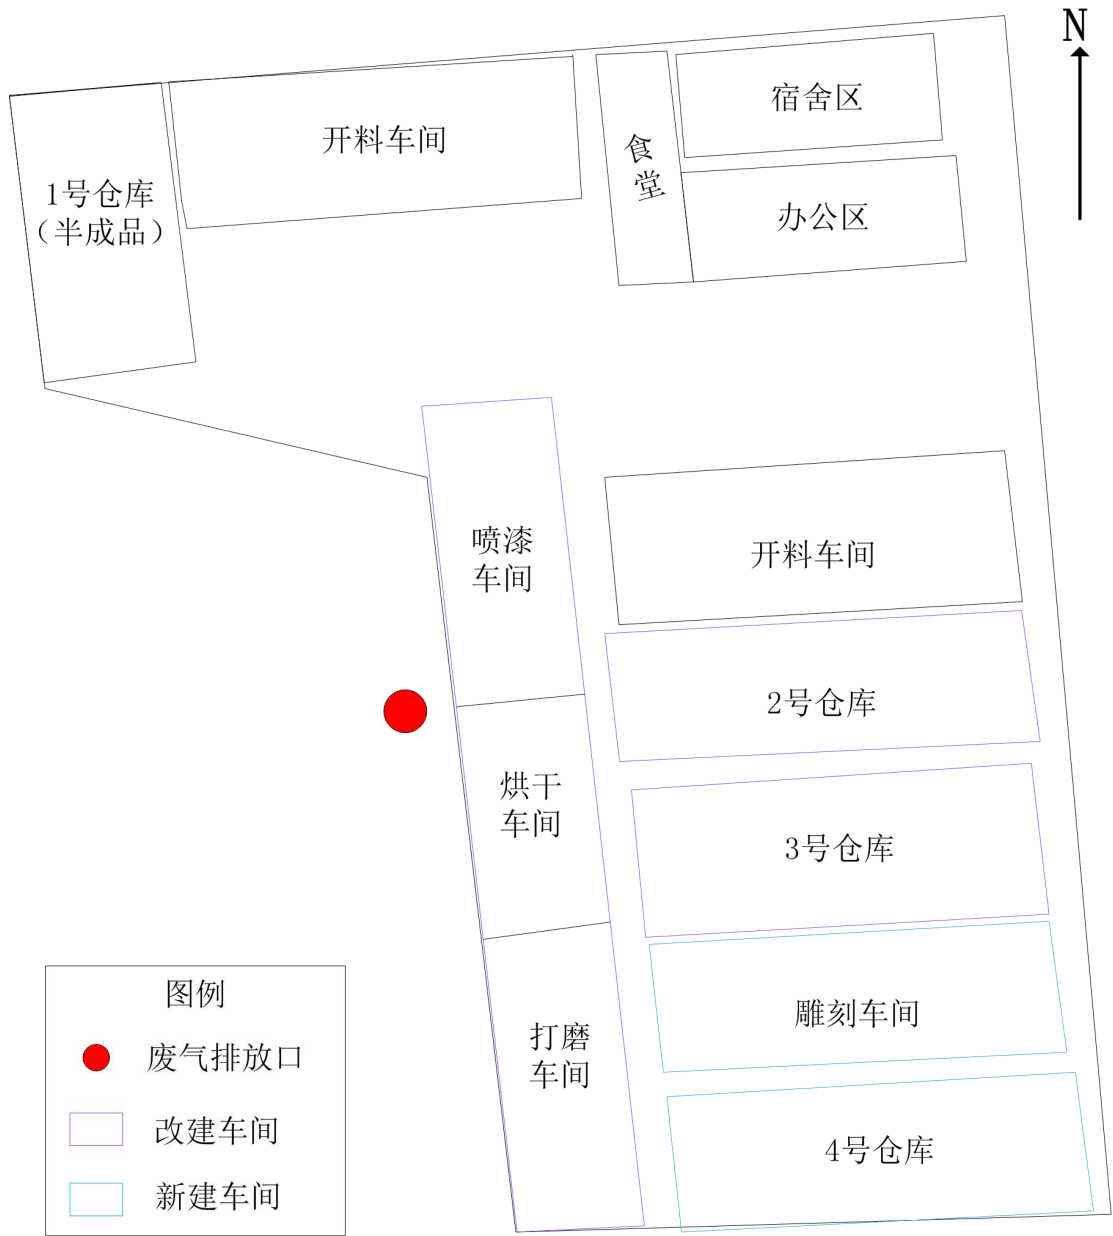 N
宿舍区
开料车间
食
堂
1号仓库
（半成品）
办公区
喷漆
车间
开料车间
2号仓库
烘干
车间
3号仓库
图例
废气排放口
改建车间
新建车间
打磨
车间
雕刻车间
4号仓库